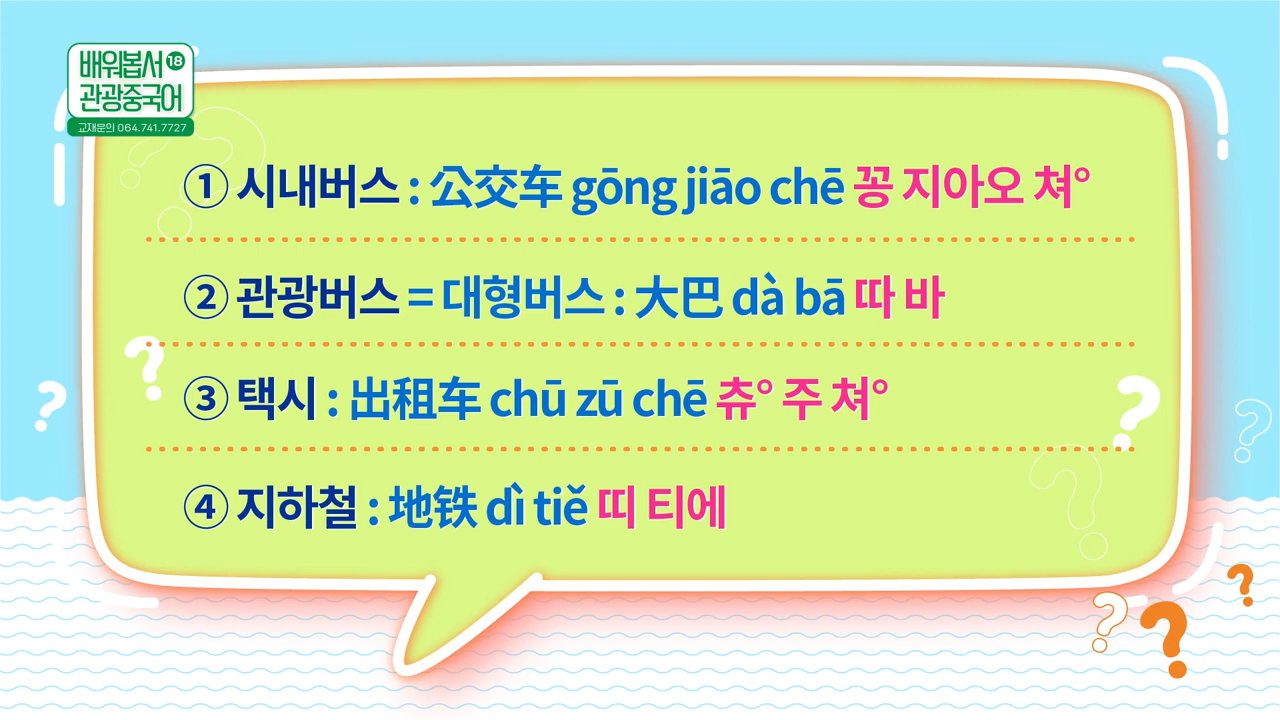 배워봅서 18
관광중국어
교재문의 064.741.7727
① 시내버스 : 公交车 gōng jiāo chē 꽁 지아오 쳐°
② 관광버스 = 대형버스 : 大巴 dà bā 따 바
③ 택시 : 出租车 chū zū chē 츄° 주 쳐°
④ 지하철 : 地铁 dì tiě 띠 티에